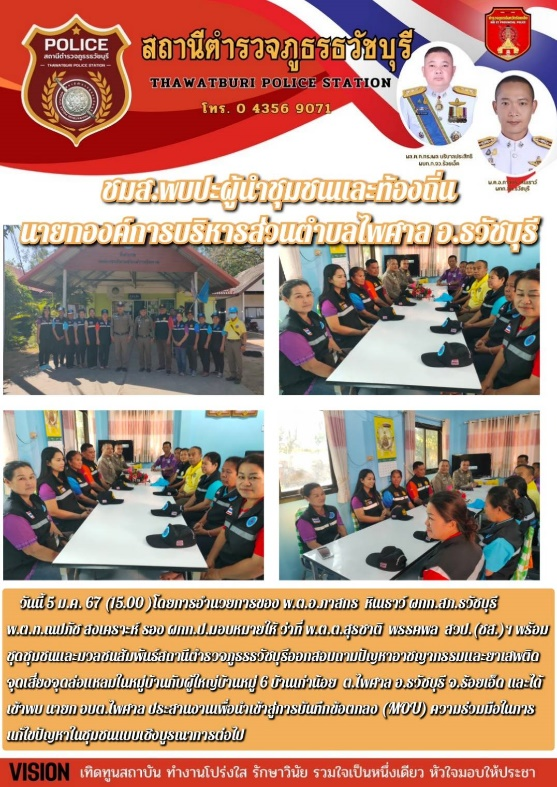 POLICE
สถานีตำรวจภูธรธวัชบุรี
THAWATBURI POLICE STATION
สถานีตำรวจภูธรธวัชบุรี
THAWATBURI POLICE STATION
โทร. 0 4356 9071
ผบก.ภ.จว.ร้อยเอ็ด
ชมส.พบปะผู้นำชุมชนและท้องถิ่น
นายกองค์การบริหารส่วนตำบลไพศาล อ.ธวัชบุรี
วันนี้ 5 ม.ค. 67 (15.00 )โดยการอำนวยการของ พ.ต.อ.ภาสกร หินเธาว์ ผกก.สภ.ธวัชบุรี
พ.ต.ท.ณปภัช สงเคราะห์ รอง ผกก.ป.มอบหมายให้ ว่าที่ พ.ต.ต.สุรชาติ พรรคพล สวป.(ชส.)ฯ พร้อม
ชุดชุมชนและมวลชนสัมพันธ์สถานีตำรวจภูธรธวัชบุรีออกสอบถามปัญหาอาชญากรรมและยาเสพติด
จุดเสี่ยงจุดล่อแหลมในหมู่บ้านกับผู้ใหญ่บ้านหมู่ 6 บ้านเก่าน้อย ต.ไพศาล อ.ธวัชบุรี จ.ร้อยเอ็ด และได้
เข้าพบ นายก อบต.ไพศาล ประสานงานเพื่อนำเข้าสู่การบันทึกข้อตกลง (MOU) ความร่วมมือในการ
แก้ไขปัญหาในชุมชนแบบเชิงบูรณาการต่อไป
VISION เทิดทูนสถาบัน ทำงานโปร่งใส รักษาวินัย รวมใจเป็นหนึ่งเดียว หัวใจมอบให้ประชา